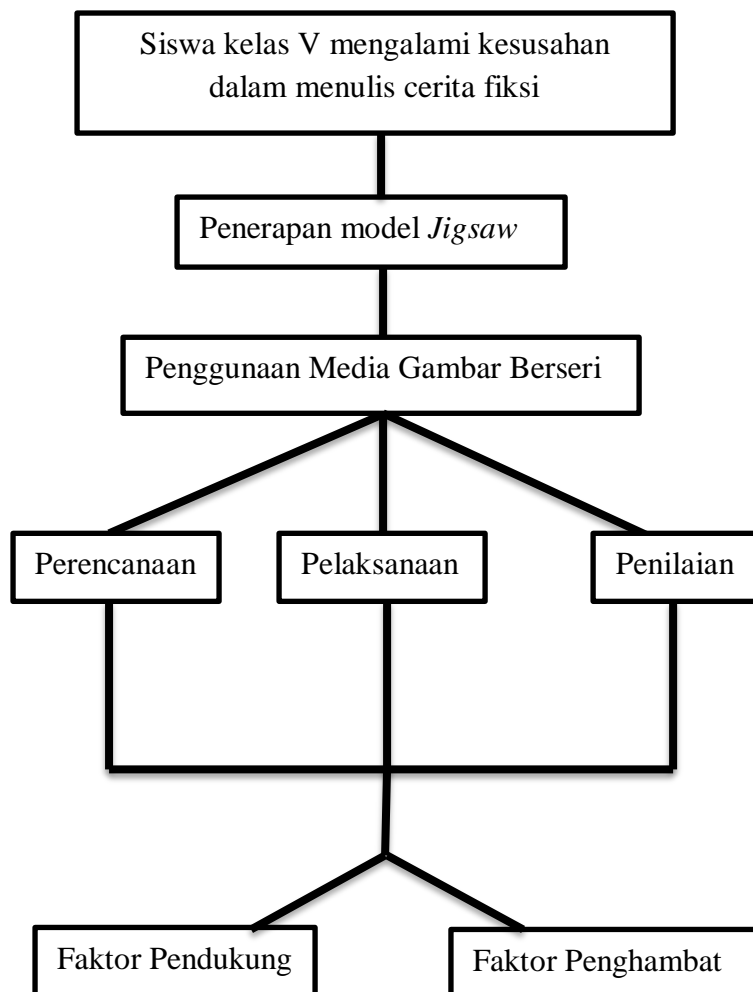 Siswa kelas V mengalami kesusahan
dalam menulis cerita fiksi
Penerapan model Jigsaw
Penggunaan Media Gambar Berseri
Perencanaan
Pelaksanaan
Penilaian
Faktor Pendukung
Faktor Penghambat